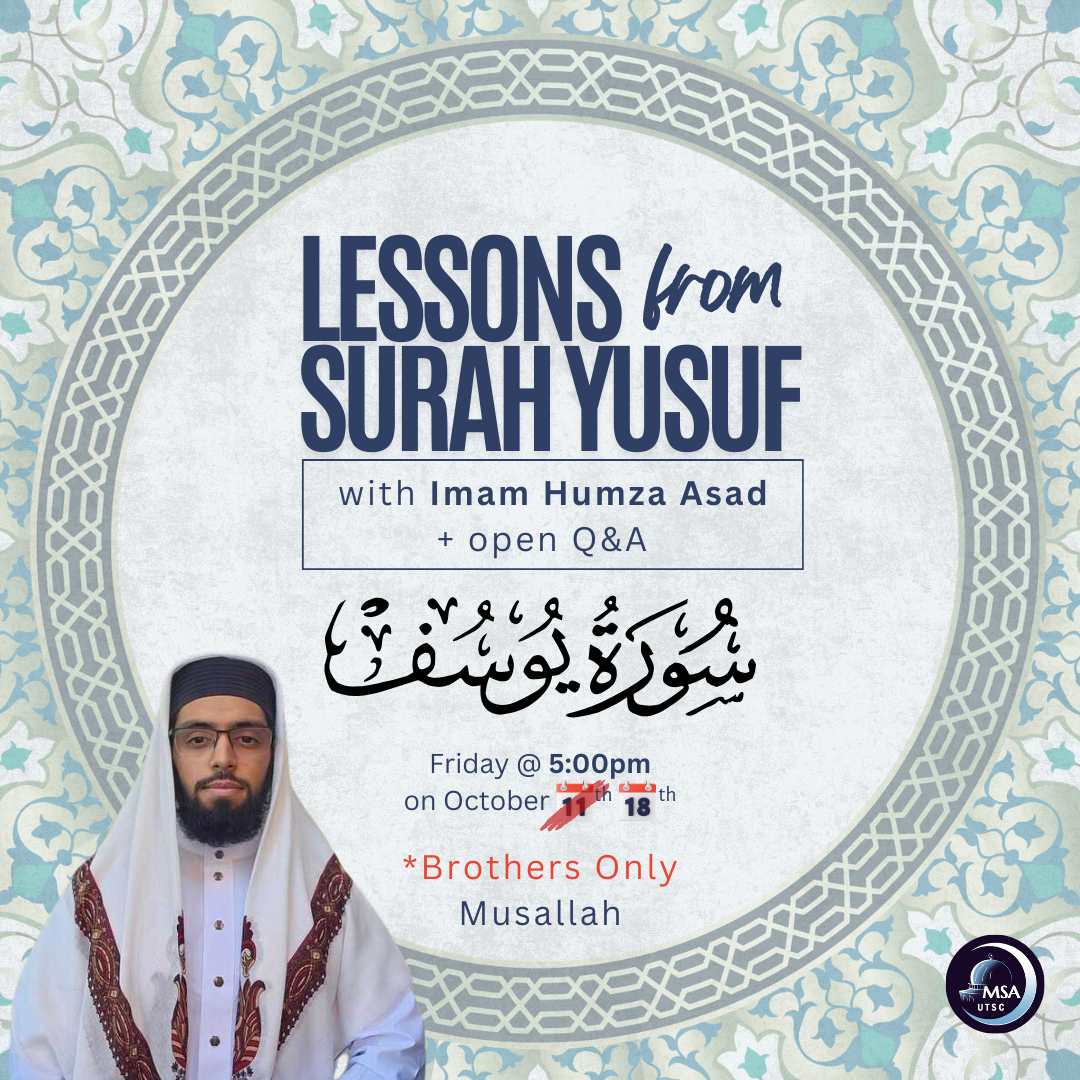 LESSONS from
SURAH YUSUF
with Imam Humza Asad
+ open Q&A
سُوْرَةُ يُوسُفَ
Friday @ 5:00pm
on October 11th 18th
*Brothers Only
Musallah
MSA
UTSC